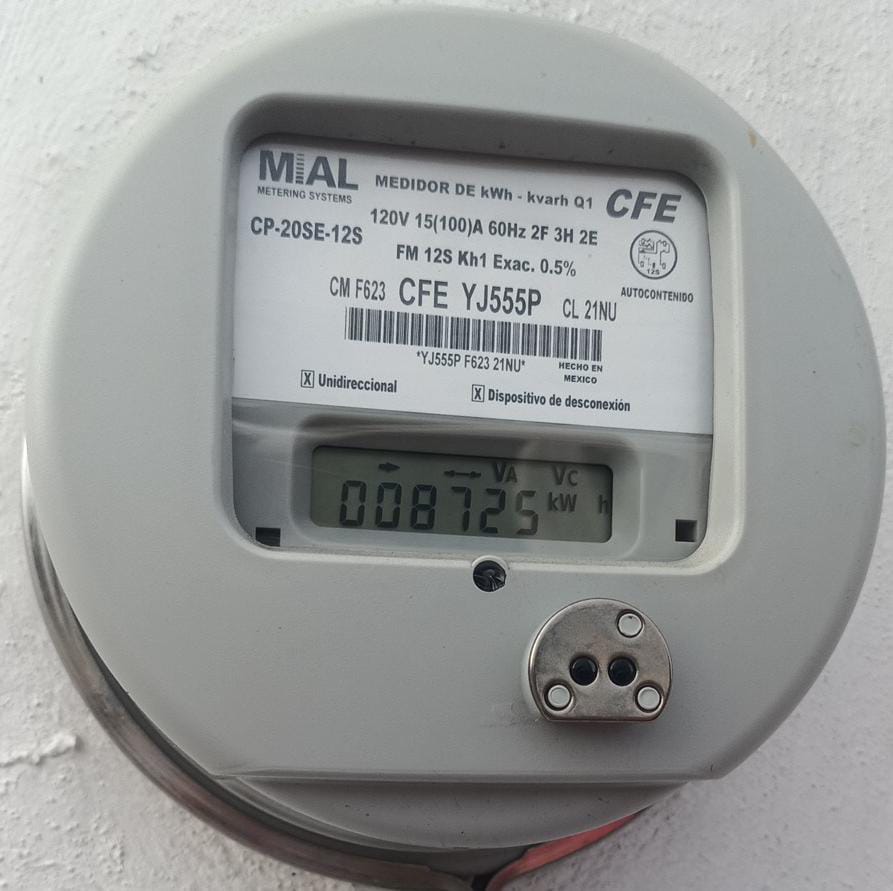 MIAL
METERING SYSTEMS
MEDIDOR DE kWh - kvarh Q1
CFE
CP-20SE-12S
120V 15(100)A 60Hz 2F 3H 2E
FM 12S Kh1 Exac. 0.5%
12S
AUTOCONTENIDO
CM F623 CFE YJ555P CL 21NU
*YJ555P F623 21NU*
HECHO EN
MEXICO
X Unidireccional
X Dispositivo de desconexión
VA VC
008725 kW h